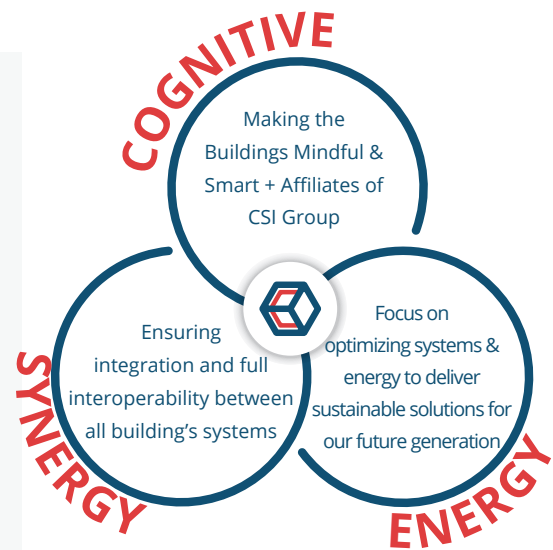 COGNITIVE
Making the
Buildings Mindful &
Smart + Affiliates of
CSI Group
SYNERGY
Ensuring
integration and full
interoperability between
all building’s systems
ENERGY
Focus on
optimizing systems &
energy to deliver
sustainable solutions for
our future generation